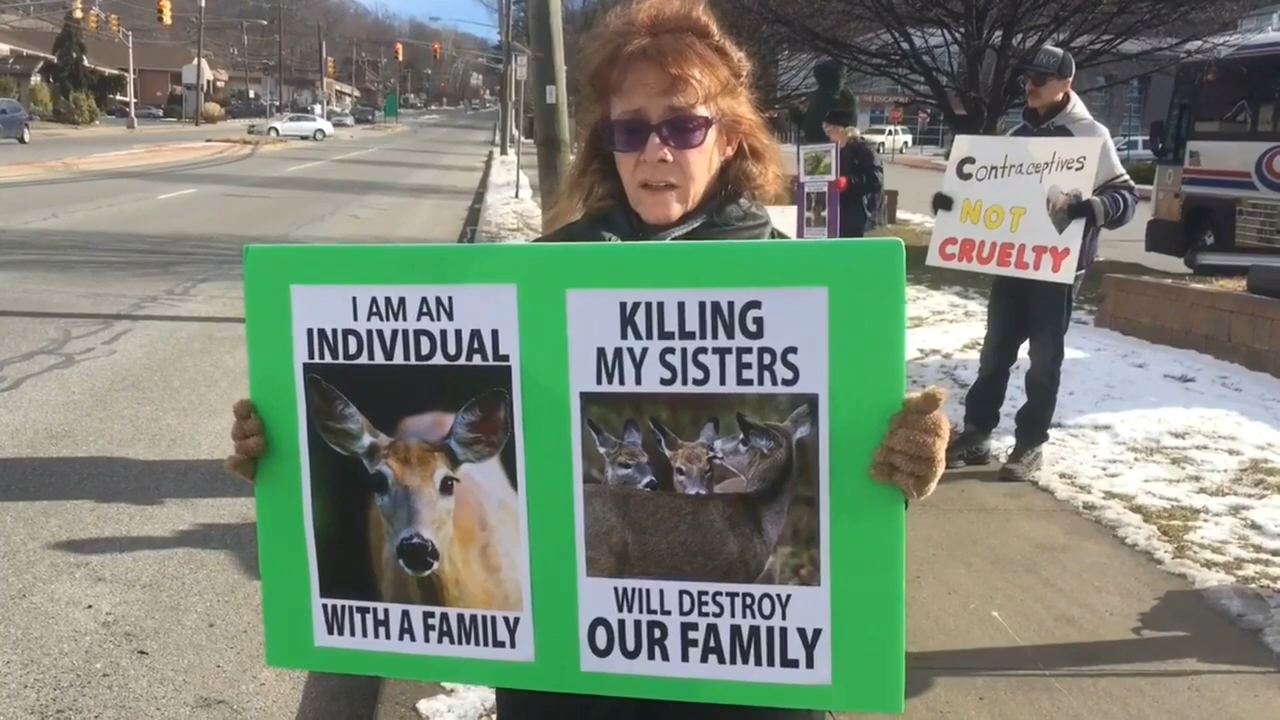 I AM AN
INDIVIDUAL
WITH A FAMILY
KILLING
MY SISTERS
WILL DESTROY
OUR FAMILY
Contraceptives
NOT
CRUELTY